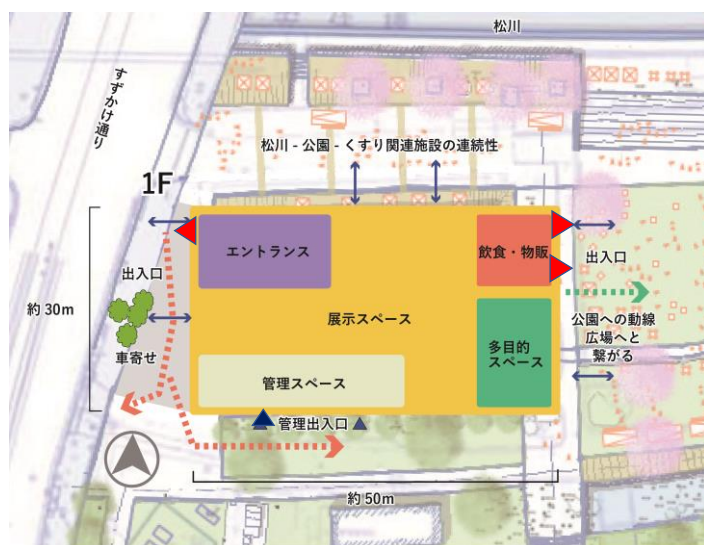 松川
すずかけ通り
松川 - 公園 - くすり関連施設の連続性
1F
エントランス
飲食・物販
出入口
出入口
約 30m
展示スペース
公園への動線
広場へと
繋がる
車寄せ
多目的
スペース
管理スペース
管理出入口
約 50m